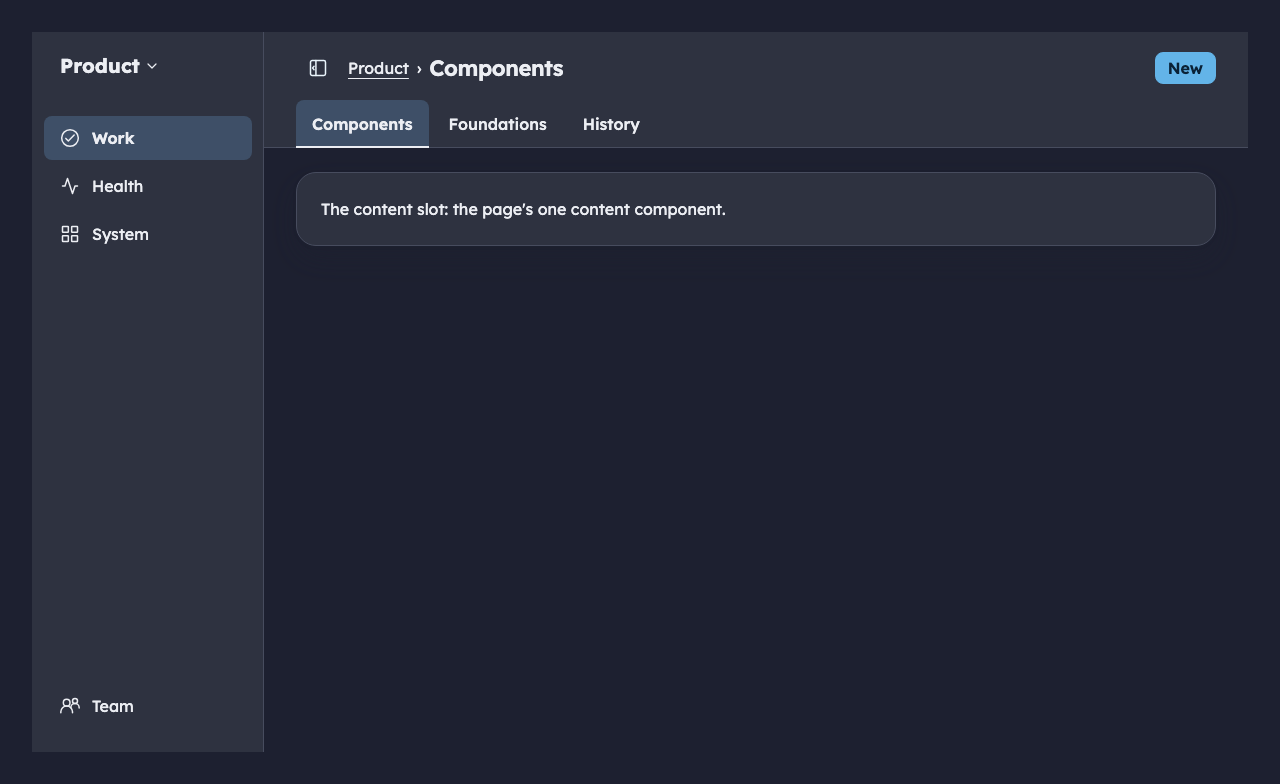 Product
Work
Health
System
Team
Product › Components
New
Components
Foundations
History
The content slot: the page's one content component.